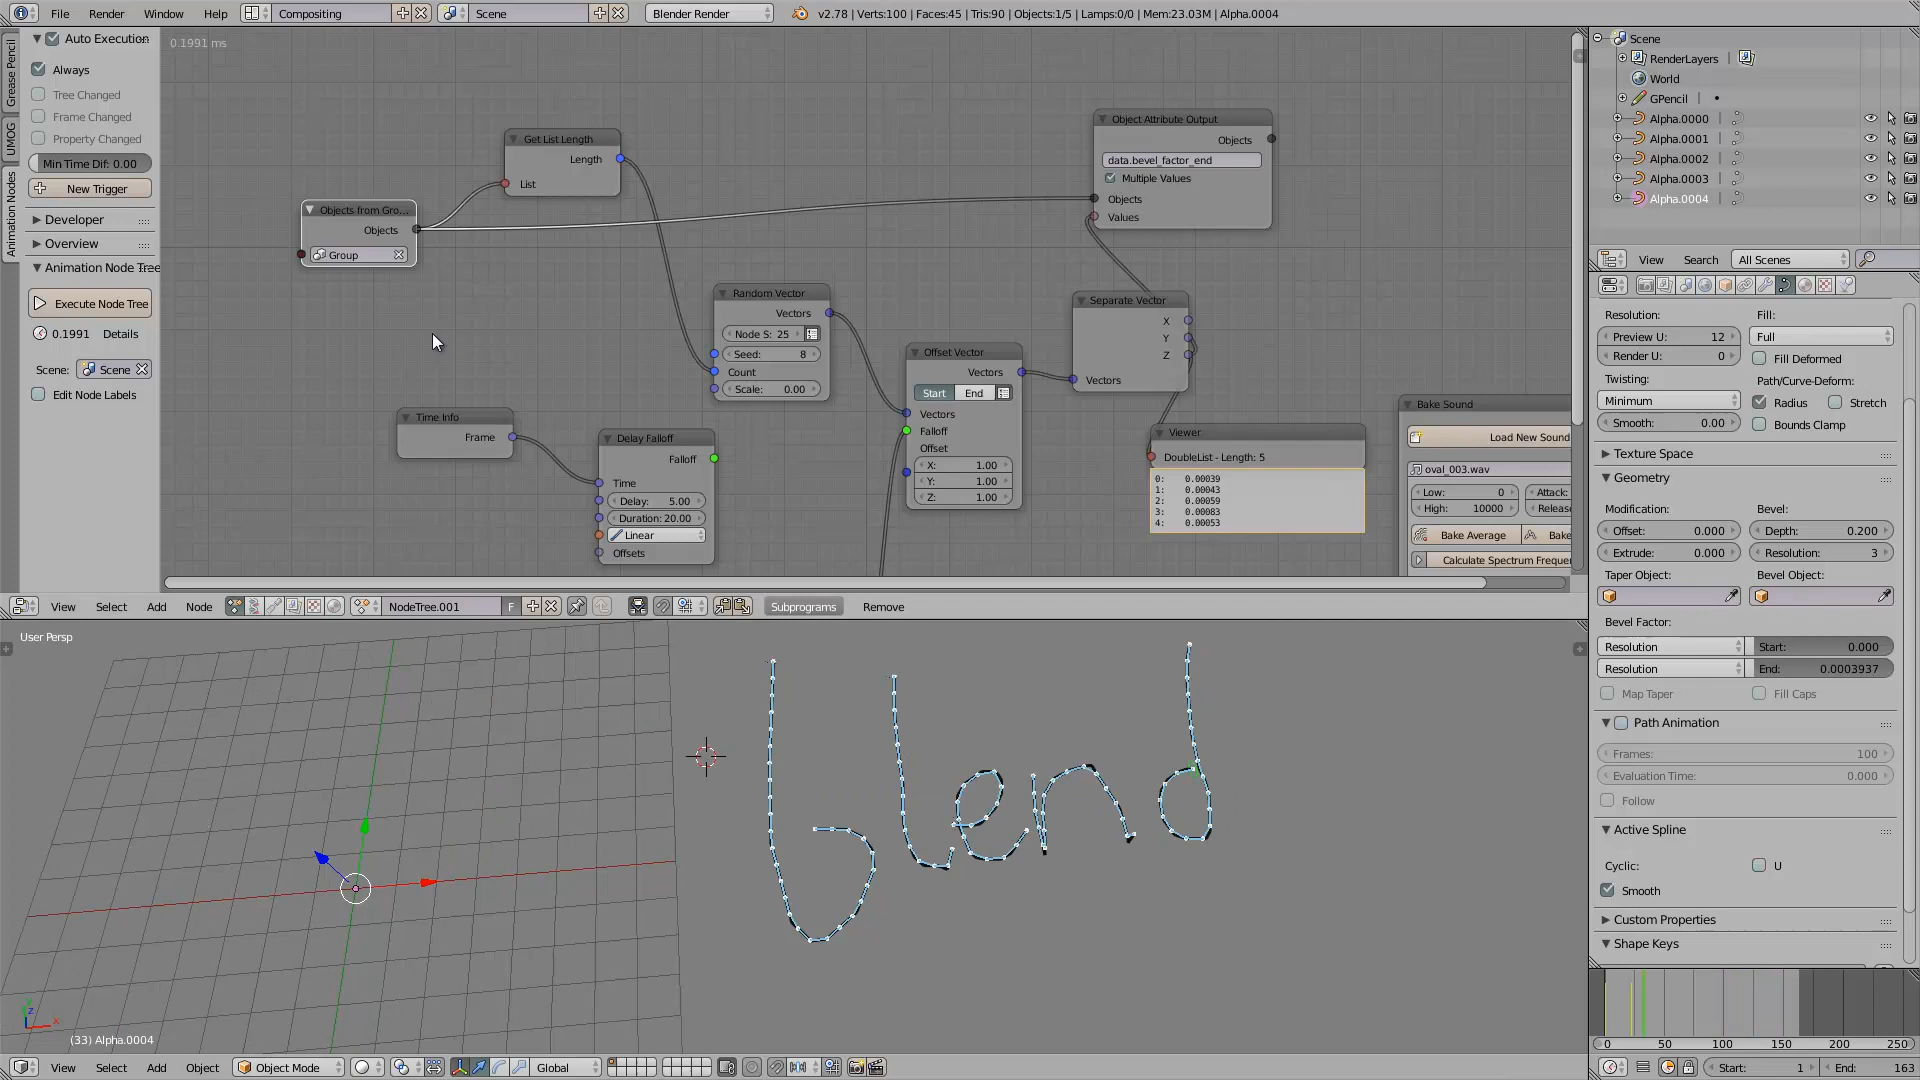 File Render Window Help Compositing Scene Blender Render v2.78 | Verts:100 | Faces:45 | Tris:90 | Objects:1/5 | Lamps:0/0 | Mem:23.03M | Alpha.0004
Grease Pencil
UMOG
Animation Nodes
Auto Execution
Always
Tree Changed
Frame Changed
Property Changed
Min Time Dif: 0.00
New Trigger
Developer
Overview
Animation Node Tree
Execute Node Tree
0.1991 Details
Scene: Scene
Edit Node Labels
0.1991 ms
Get List Length
Length
List
Objects from Gro...
Objects
Group
Object Attribute Output
Objects
data.bevel_factor_end
Multiple Values
Objects
Values
Random Vector
Vectors
Node S: 25
Seed: 8
Count
Scale: 0.00
Separate Vector
X
Y
Z
Vectors
Offset Vector
Vectors
Start End
Vectors
Falloff
Offset
X: 1.00
Y: 1.00
Z: 1.00
Time Info
Frame
Delay Falloff
Falloff
Time
Delay: 5.00
Duration: 20.00
Linear
Offsets
Viewer
DoubleList - Length: 5
0: 0.00039
1: 0.00043
2: 0.00059
3: 0.00083
4: 0.00053
Bake Sound
Load New Sound
oval_003.wav
Low: 0 Attack:
High: 10000 Releas
Bake Average Bake
Calculate Spectrum Frequen
View Select Add Node NodeTree.001 F Subprograms Remove
User Persp
blend
(33) Alpha.0004
View Select Add Object Object Mode Global
Scene
RenderLayers
World
GPencil
Alpha.0000
Alpha.0001
Alpha.0002
Alpha.0003
Alpha.0004
View Search All Scenes
Resolution: Fill:
Preview U: 12 Full
Render U: 0 Fill Deformed
Twisting: Path/Curve-Deform:
Minimum Radius Stretch
Smooth: 0.00 Bounds Clamp
Texture Space
Geometry
Modification: Bevel:
Offset: 0.000 Depth: 0.200
Extrude: 0.000 Resolution: 3
Taper Object: Bevel Object:
Bevel Factor:
Resolution Start: 0.000
Resolution End: 0.0003937
Map Taper Fill Caps
Path Animation
Frames: 100
Evaluation Time: 0.000
Follow
Active Spline
Cyclic: U
Smooth
Custom Properties
Shape Keys
0 50 100 150 200 250
Start: 1 End: 163